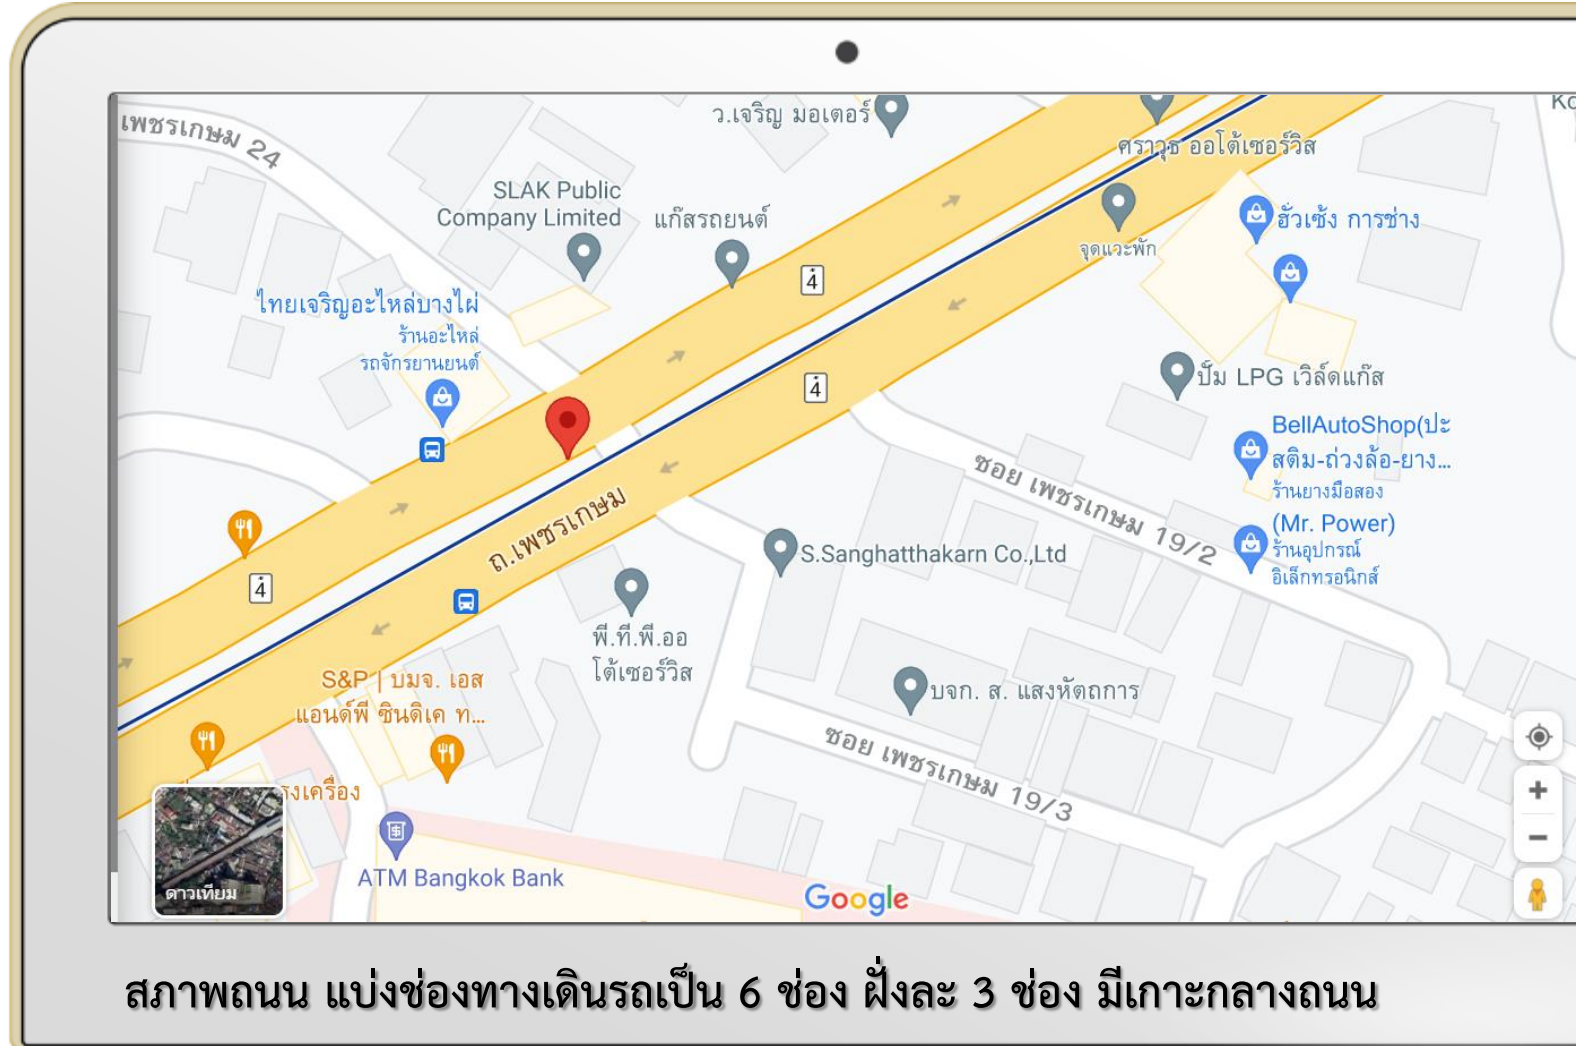 เพชรเกษม 24
ว.เจริญ มอเตอร์
ศราวุธ ออโต้เซอร์วิส
SLAK Public
Company Limited
แก๊สรถยนต์
ฮั่วเซ้ง การช่าง
จุดแวะพัก
4
ไทยเจริญอะไหล่บางไผ่
ร้านอะไหล่
รถจักรยานยนต์
4
ปั๊ม LPG เวิล์ดแก๊ส
BellAutoShop(ปะ
สติม-ถ่วงล้อ-ยาง...
ร้านยางมือสอง
ซอย เพชรเกษม 19/2
(Mr. Power)
ร้านอุปกรณ์
อิเล็กทรอนิกส์
ถ.เพชรเกษม
S.Sanghatthakarn Co.,Ltd
4
พี.ที.พี.ออ
โต้เซอร์วิส
S&P | บมจ. เอส
แอนด์พี ซินดิเค ท...
บจก. ส. แสงหัตถการ
ซอย เพชรเกษม 19/3
รงเครื่อง
ดาวเทียม
ATM Bangkok Bank
Google
สภาพถนน แบ่งช่องทางเดินรถเป็น 6 ช่อง ฝั่งละ 3 ช่อง มีเกาะกลางถนน